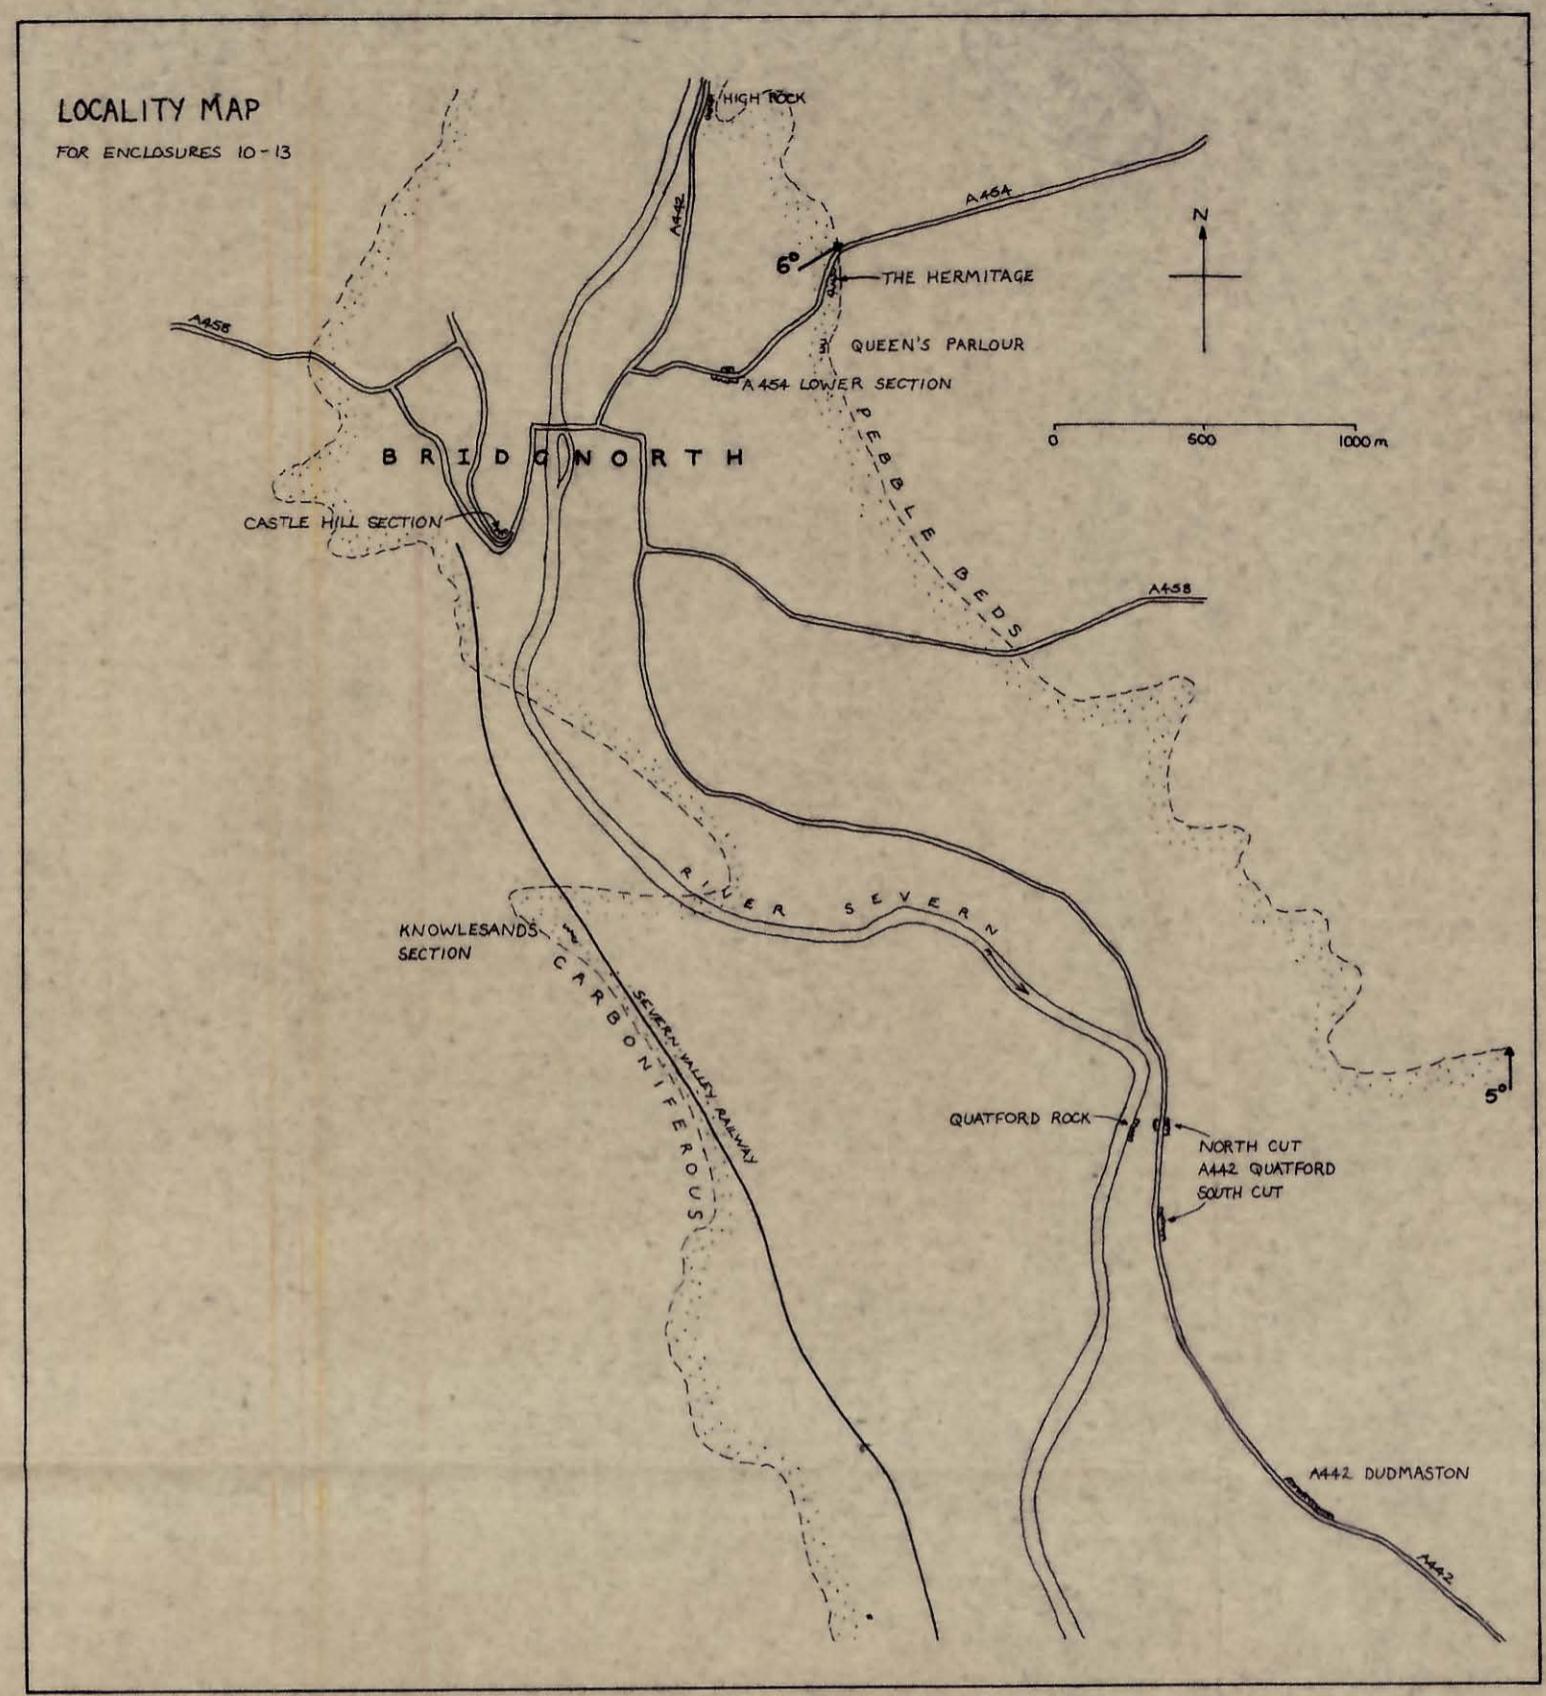 LOCALITY MAP
FOR ENCLOSURES 10-13
HIGH ROCK
A442
A454
N
6°
THE HERMITAGE
A458
QUEEN'S PARLOUR
A454 LOWER SECTION
0 500 1000 m
BRIDGNORTH
PEBBLE BEDS
CASTLE HILL SECTION
A458
RIVER SEVERN
KNOWLESANDS
SECTION
CARBONIFEROUS
SEVERN VALLEY RAILWAY
5°
QUATFORD ROCK
NORTH CUT
A442 QUATFORD
SOUTH CUT
A442 DUDMASTON
A442